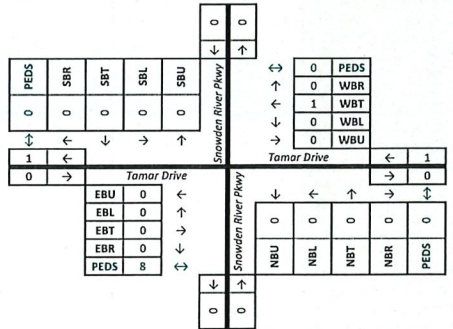 0 0
↓ ↑
Snowden River Pkwy
PEDS SBR SBT SBL SBU
0 0 0 0 0
↕ ← ↓ → ↑
1 ←
0 →
Tamar Drive
↔ 0 PEDS
↑ 0 WBR
← 1 WBT
↓ 0 WBL
→ 0 WBU
Tamar Drive
← 1
→ 0
EBU 0 ←
EBL 0 ↑
EBT 0 →
EBR 0 ↓
PEDS 8 ↔
Snowden River Pkwy
↓ ← ↑ → ↕
0 0 0 0 0
NBU NBL NBT NBR PEDS
↓ ↑
0 0